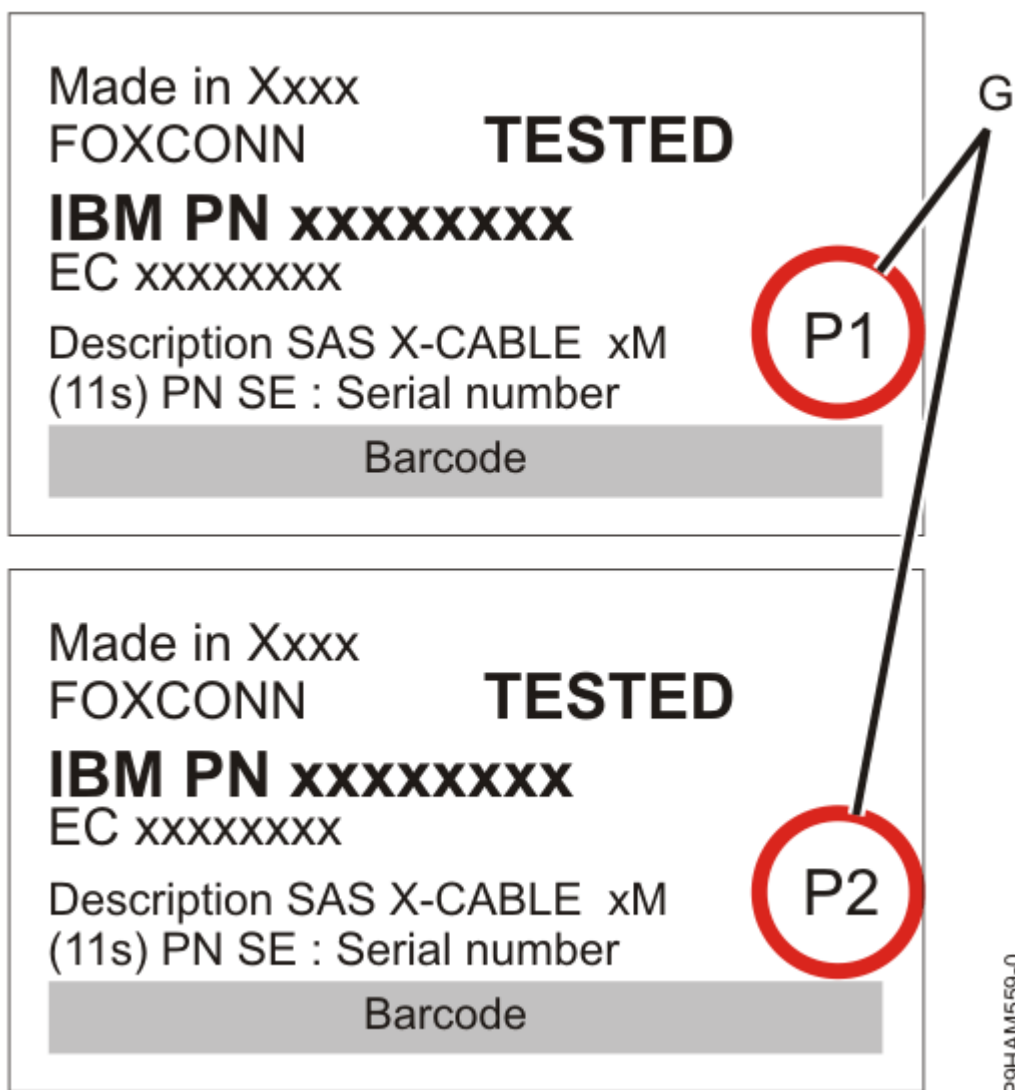 Made in Xxxx
FOXCONN TESTED
IBM PN xxxxxxxx
EC xxxxxxxx
Description SAS X-CABLE xM
(11s) PN SE : Serial number
Barcode
P1
G
Made in Xxxx
FOXCONN TESTED
IBM PN xxxxxxxx
EC xxxxxxxx
Description SAS X-CABLE xM
(11s) PN SE : Serial number
Barcode
P2